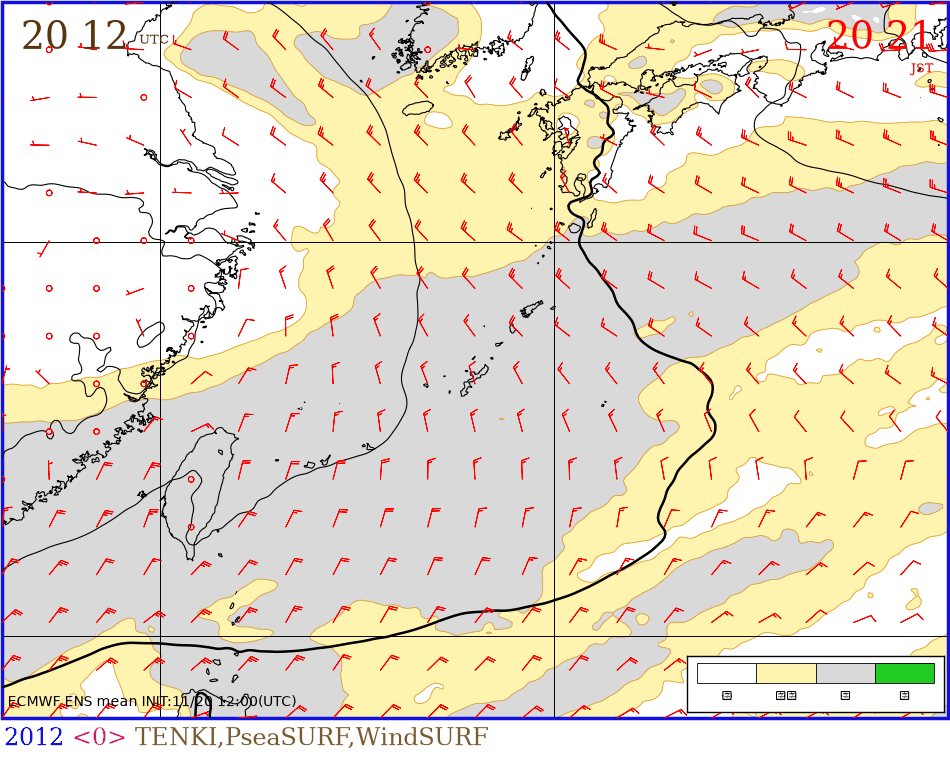 20 12 UTC
20 21
JST
ECMWF ENS mean INIT:11/20 12:00(UTC)
2012 <0> TENKI,PseaSURF,WindSURF